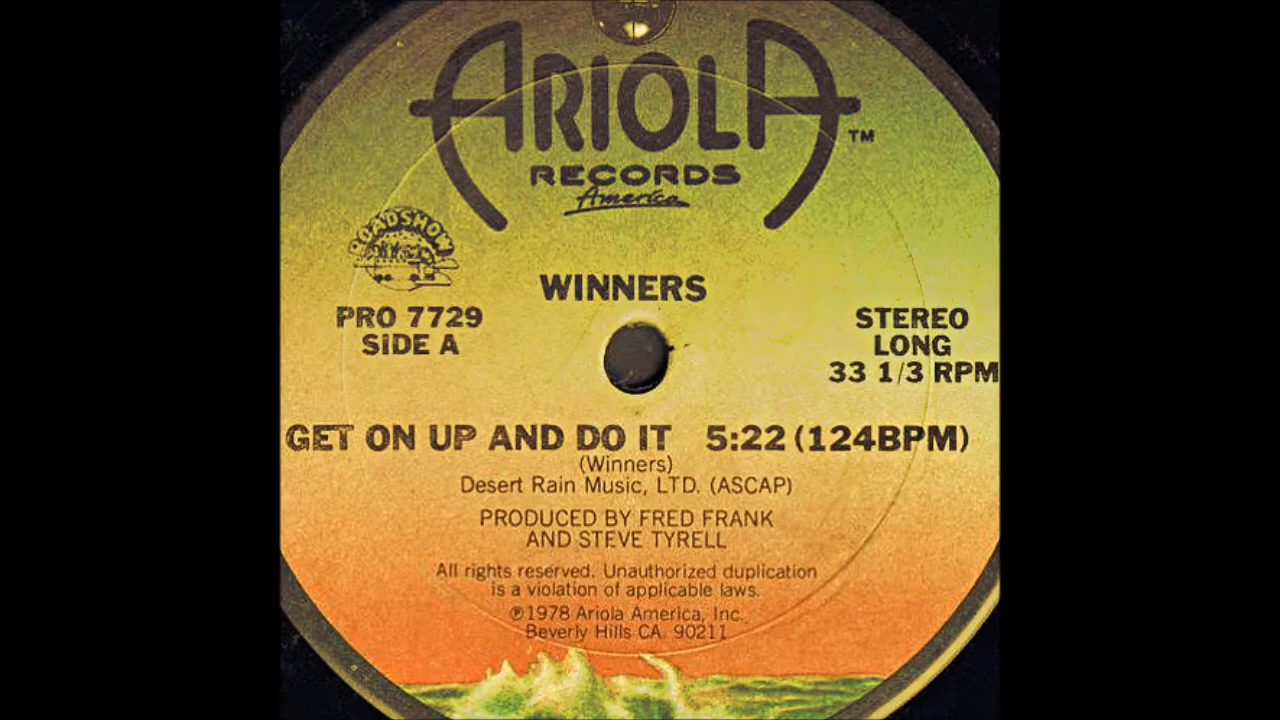 ARIOLA
TM
RECORDS
America
ROADSHOW
WINNERS
PRO 7729
SIDE A
STEREO
LONG
33 1/3 RPM
GET ON UP AND DO IT 5:22 (124BPM)
(Winners)
Desert Rain Music, LTD. (ASCAP)
PRODUCED BY FRED FRANK
AND STEVE TYRELL
All rights reserved. Unauthorized duplication
is a violation of applicable laws.
℗1978 Ariola America, Inc.
Beverly Hills CA. 90211